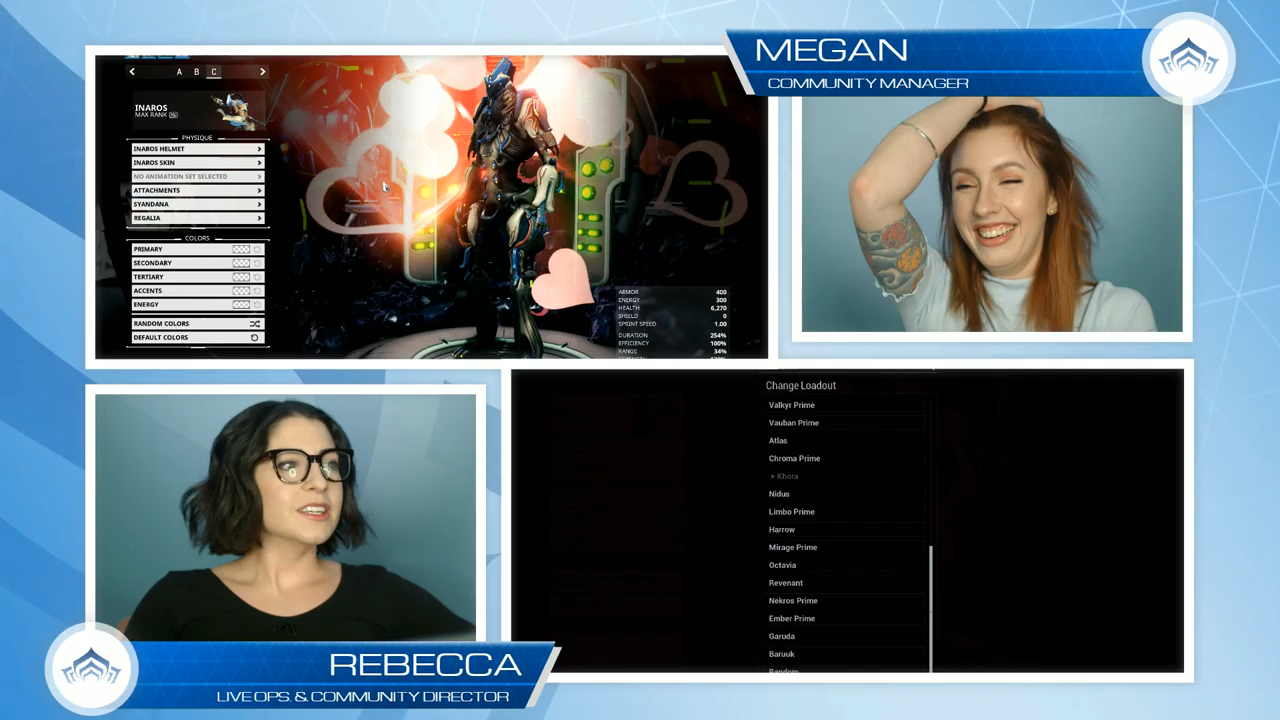 MEGAN
COMMUNITY MANAGER
A B C
INAROS
MAX RANK
PHYSIQUE
INAROS HELMET
INAROS SKIN
NO ANIMATION SET SELECTED
ATTACHMENTS
SYANDANA
REGALIA
COLORS
PRIMARY
SECONDARY
TERTIARY
ACCENTS
ENERGY
RANDOM COLORS
DEFAULT COLORS
ARMOR 400
ENERGY 300
HEALTH 6,270
SHIELD 0
SPRINT SPEED 1.00
DURATION 254%
EFFICIENCY 100%
RANGE 34%
Change Loadout
Valkyr Prime
Vauban Prime
Atlas
Chroma Prime
Khora
Nidus
Limbo Prime
Harrow
Mirage Prime
Octavia
Revenant
Nekros Prime
Ember Prime
Garuda
Baruuk
Random
REBECCA
LIVE OPS. & COMMUNITY DIRECTOR